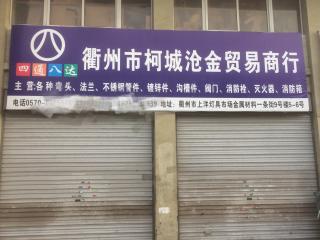 衢州市柯城沧金贸易商行
四通八达
主营:各种弯头、法兰、不锈钢管件、镀锌件、沟槽件、阀门、消防栓、灭火器、消防箱
电话0570- 939 地址:衢州市上洋灯具市场金属材料一条街9号楼5-6号